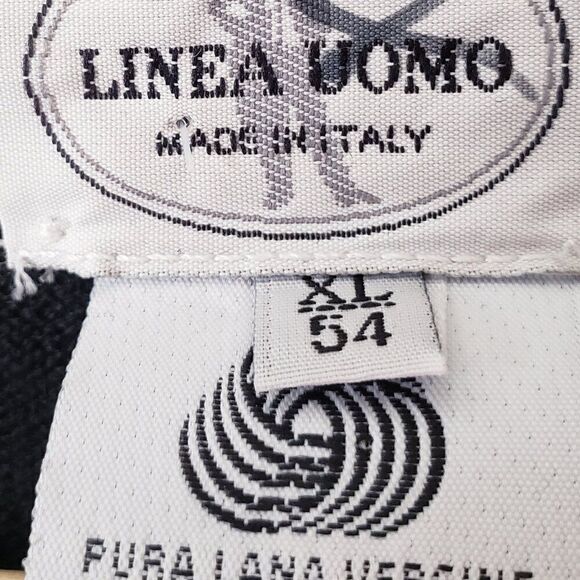 LINEA UOMO
MADE IN ITALY
XL
54
PURA LANA VERGINE